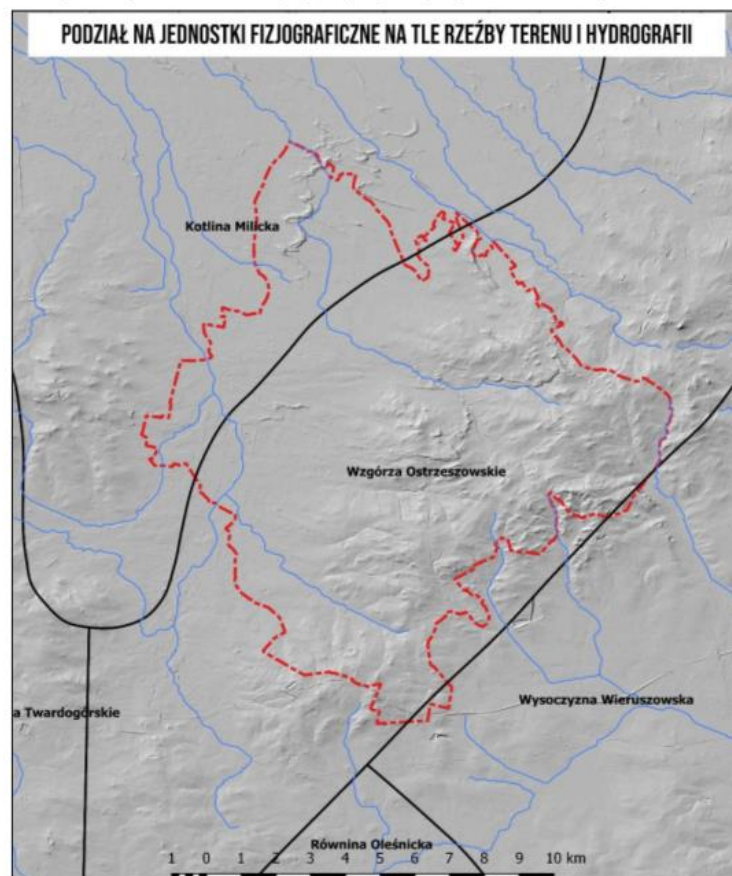 PODZIAŁ NA JEDNOSTKI FIZJOGRAFICZNE NA TLE RZEŹBY TERENU I HYDROGRAFII
Kotlina Milicka
Wzgórza Ostrzeszowskie
Wysoczyzna Wieruszowska
a Twardogórskie
Równina Oleśnicka
1 0 1 2 3 4 5 6 7 8 9 10 km